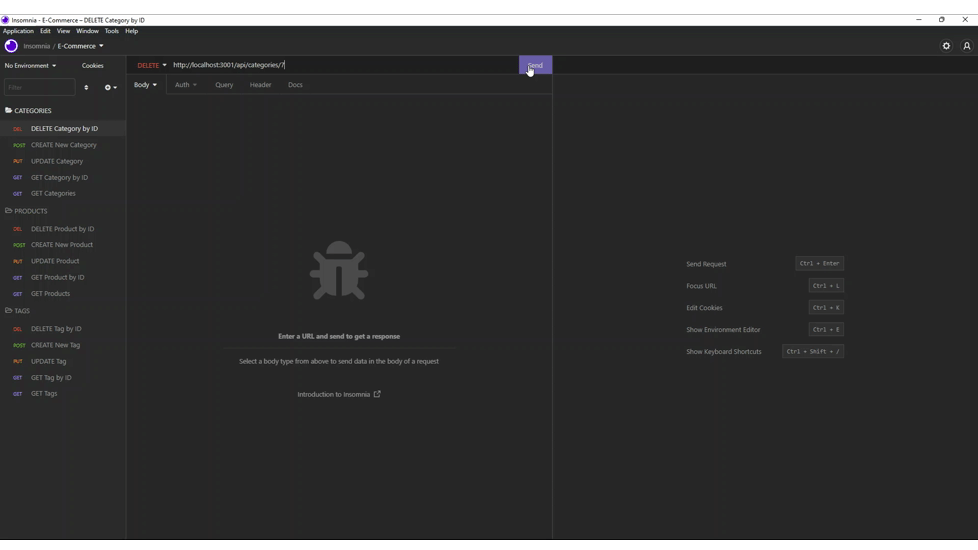 Insomnia - E-Commerce – DELETE Category by ID
Application Edit View Window Tools Help
Insomnia / E-Commerce
No Environment Cookies
DELETE http://localhost:3001/api/categories/7 Send
Filter
Body Auth Query Header Docs
CATEGORIES
DEL DELETE Category by ID
POST CREATE New Category
PUT UPDATE Category
GET GET Category by ID
GET GET Categories
PRODUCTS
DEL DELETE Product by ID
POST CREATE New Product
PUT UPDATE Product
GET GET Product by ID
GET GET Products
TAGS
DEL DELETE Tag by ID
POST CREATE New Tag
PUT UPDATE Tag
GET GET Tag by ID
GET GET Tags
Enter a URL and send to get a response
Select a body type from above to send data in the body of a request
Introduction to Insomnia
Send Request Ctrl + Enter
Focus URL Ctrl + L
Edit Cookies Ctrl + K
Show Environment Editor Ctrl + E
Show Keyboard Shortcuts Ctrl + Shift + /